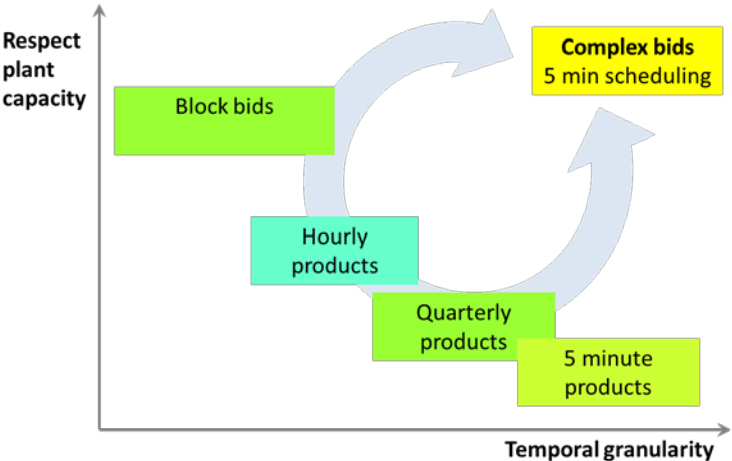 Respect
plant
capacity
Complex bids
5 min scheduling
Block bids
Hourly
products
Quarterly
products
5 minute
products
Temporal granularity